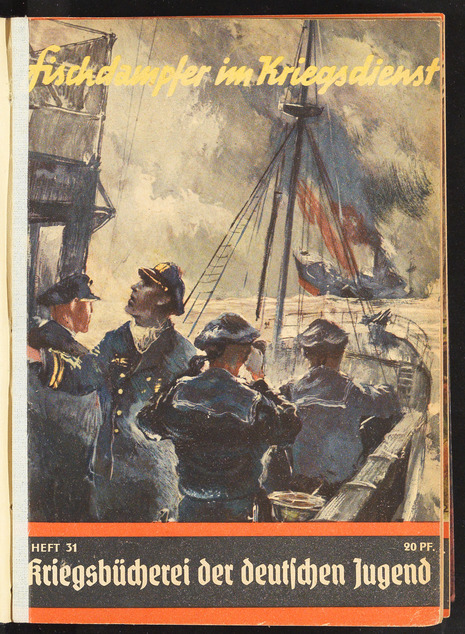 Fischdampfer im Kriegsdienst
HEFT 31
20 PF.
Kriegsbücherei der deutſchen Jugend